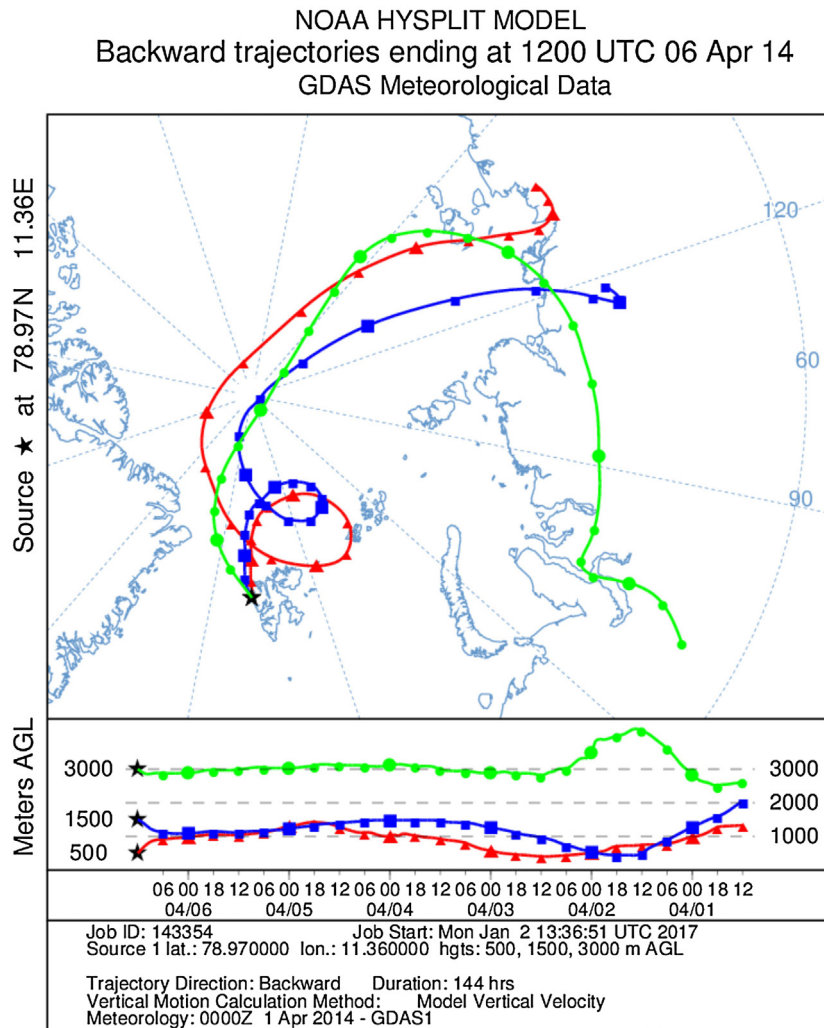 NOAA HYSPLIT MODEL
Backward trajectories ending at 1200 UTC 06 Apr 14
GDAS Meteorological Data
Source ★ at 78.97N 11.36E
120
60
90
Meters AGL
3000
1500
500
3000
2000
1000
06 00 18 12 06 00 18 12 06 00 18 12 06 00 18 12 06 00 18 12 06 00 18 12
04/06 04/05 04/04 04/03 04/02 04/01
Job ID: 143354 Job Start: Mon Jan 2 13:36:51 UTC 2017
Source 1 lat.: 78.970000 lon.: 11.360000 hgts: 500, 1500, 3000 m AGL
Trajectory Direction: Backward Duration: 144 hrs
Vertical Motion Calculation Method: Model Vertical Velocity
Meteorology: 0000Z 1 Apr 2014 - GDAS1